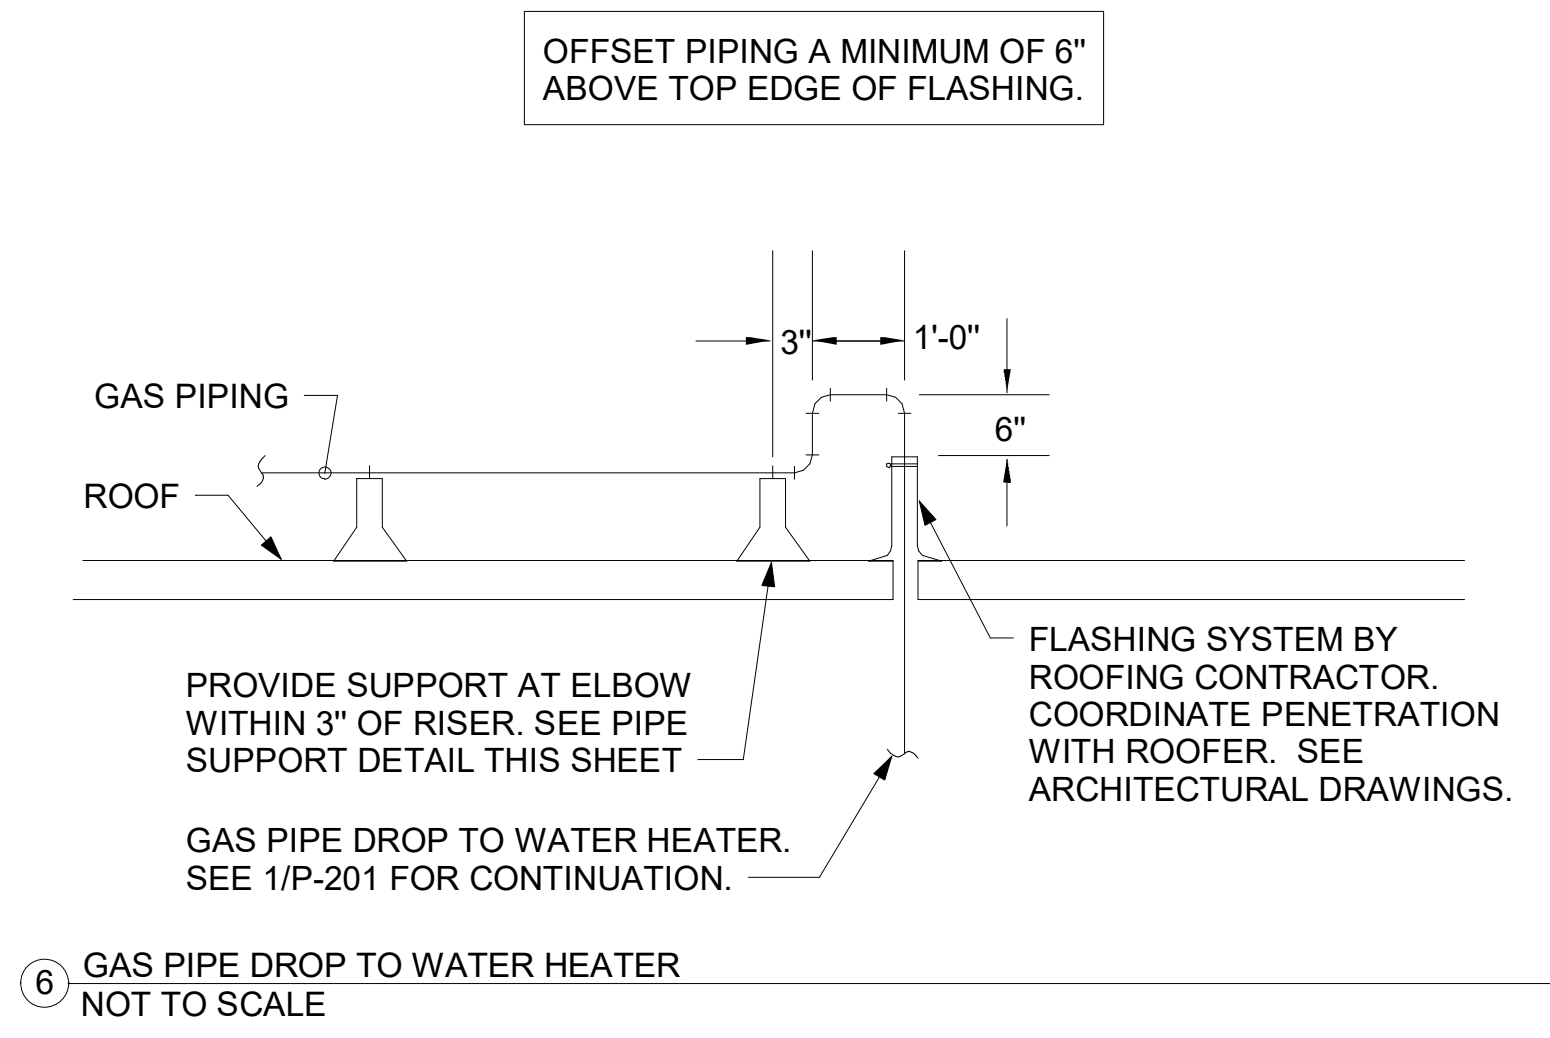 OFFSET PIPING A MINIMUM OF 6"
ABOVE TOP EDGE OF FLASHING.
3"
1'-0"
GAS PIPING
6"
ROOF
FLASHING SYSTEM BY
ROOFING CONTRACTOR.
COORDINATE PENETRATION
WITH ROOFER. SEE
ARCHITECTURAL DRAWINGS.
PROVIDE SUPPORT AT ELBOW
WITHIN 3" OF RISER. SEE PIPE
SUPPORT DETAIL THIS SHEET
GAS PIPE DROP TO WATER HEATER.
SEE 1/P-201 FOR CONTINUATION.
6
GAS PIPE DROP TO WATER HEATER
NOT TO SCALE